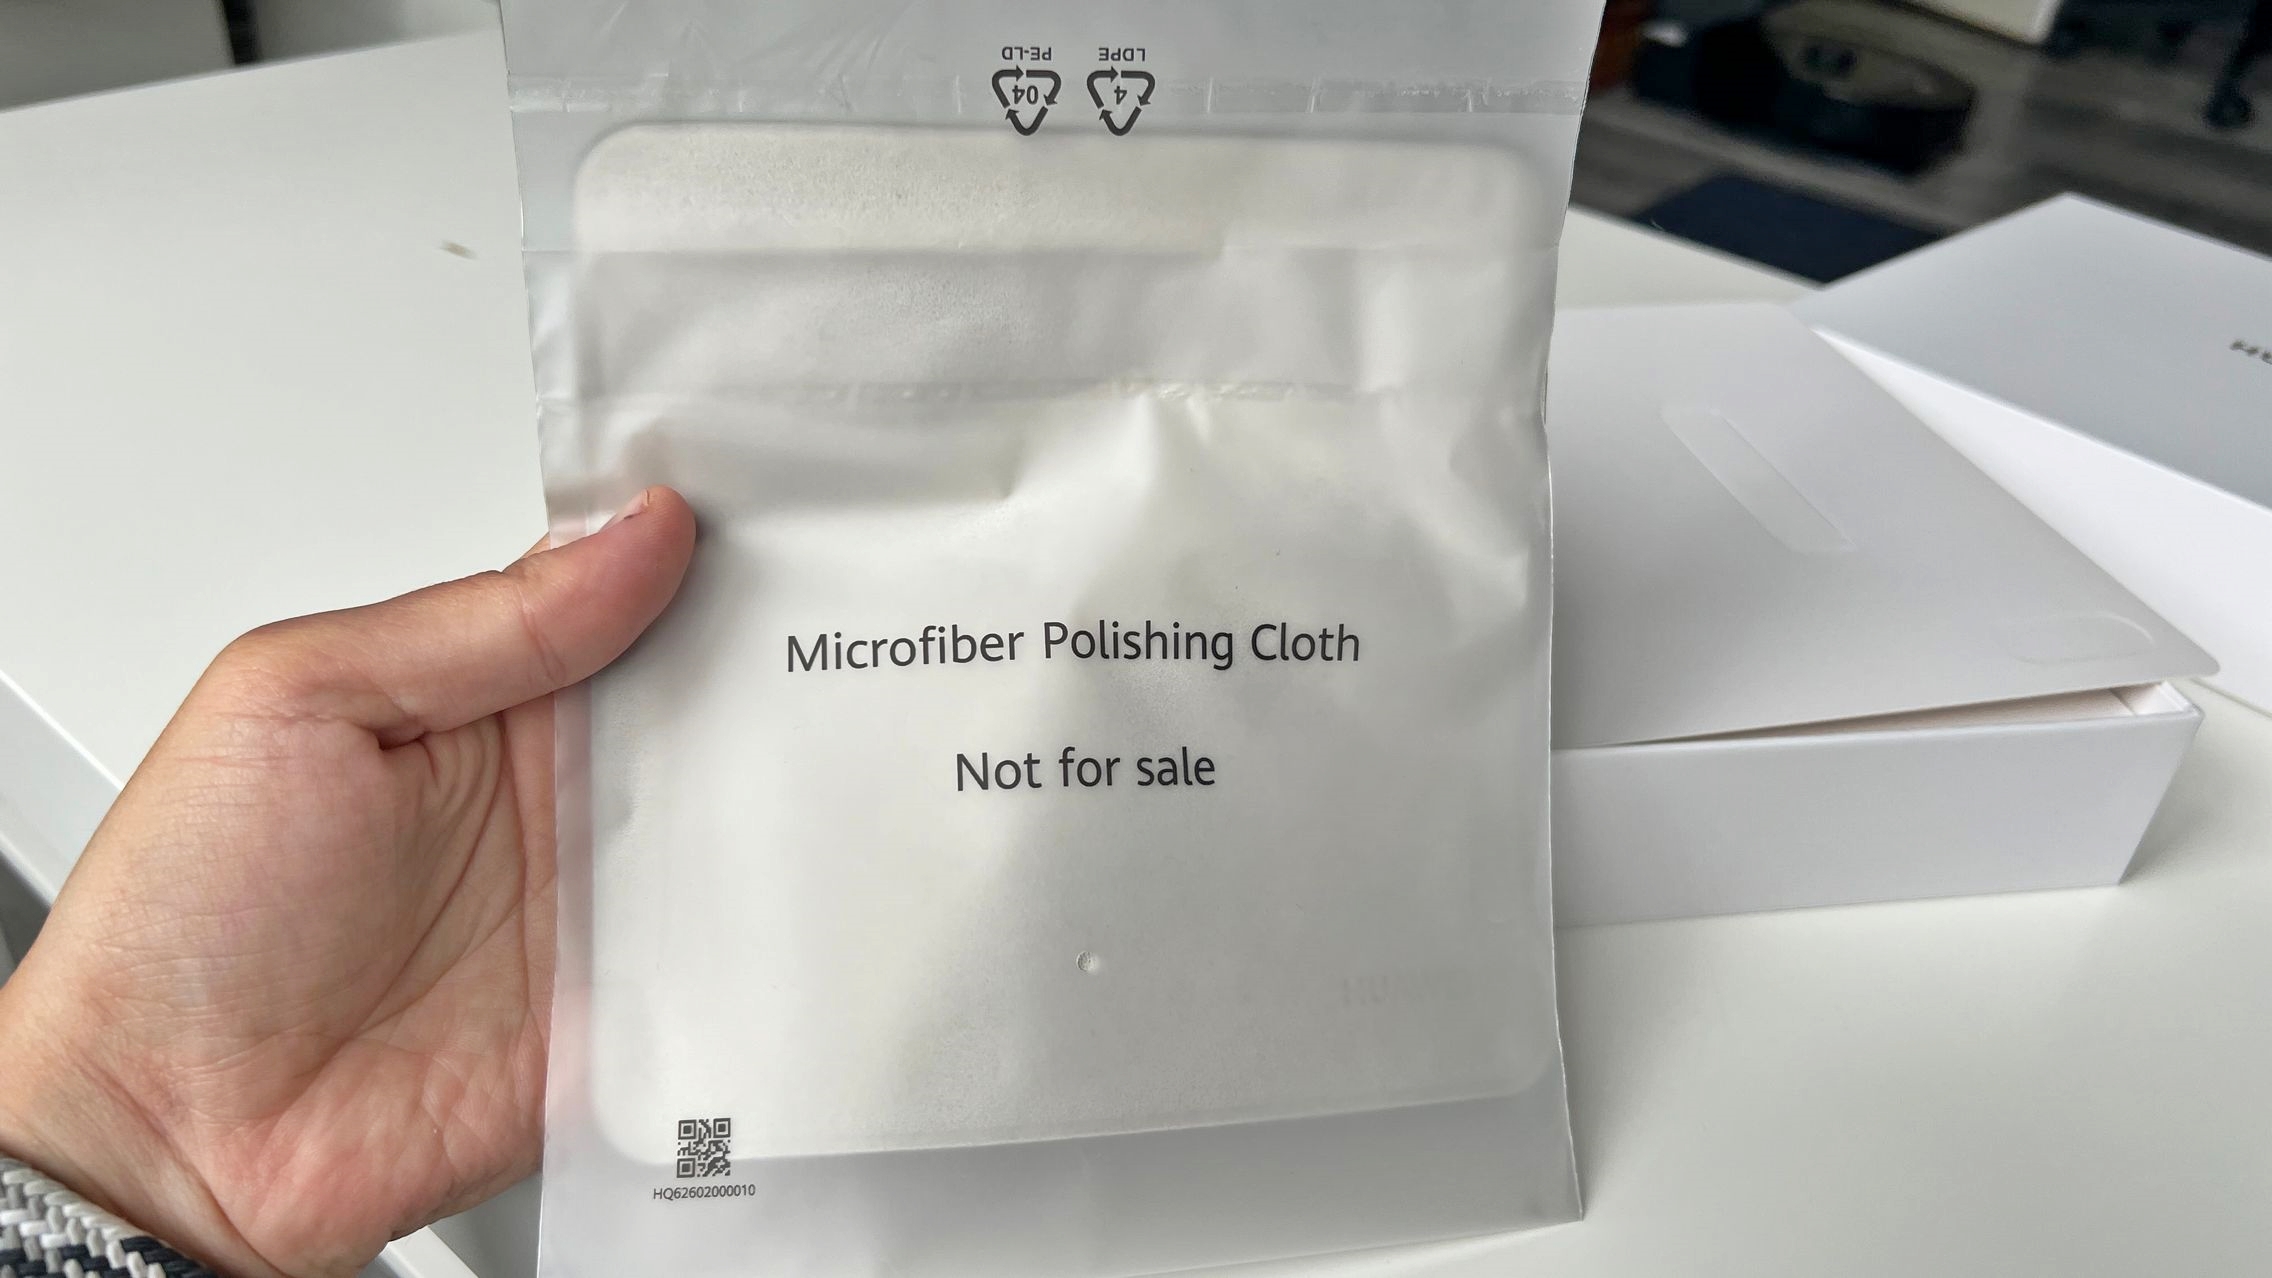 PE-LD
LDPE
04
4
Microfiber Polishing Cloth
Not for sale
HQ62602000010